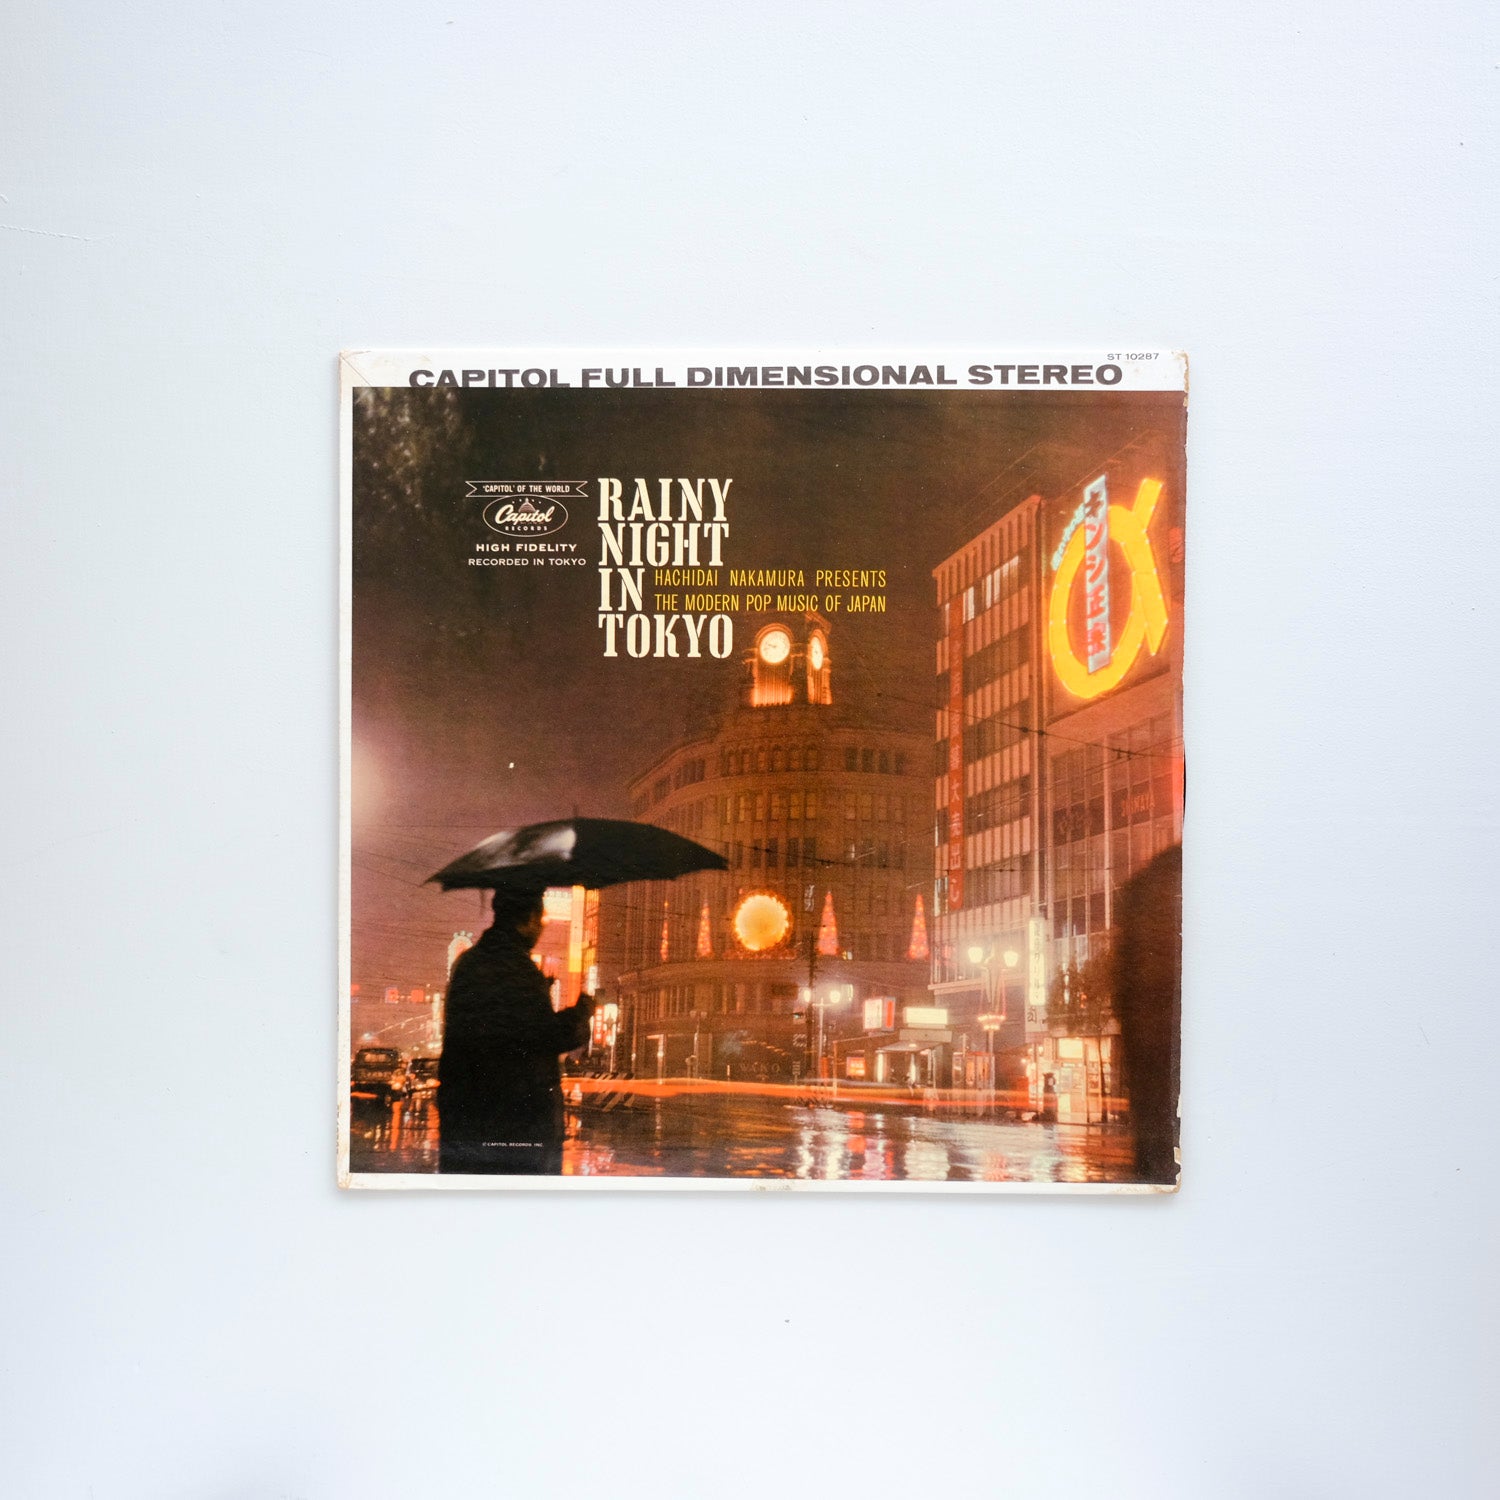 ST 10287
CAPITOL FULL DIMENSIONAL STEREO
'CAPITOL' OF THE WORLD
Capitol
RECORDS
HIGH FIDELITY
RECORDED IN TOKYO
RAINY
NIGHT
IN
TOKYO
HACHIDAI NAKAMURA PRESENTS
THE MODERN POP MUSIC OF JAPAN
© CAPITOL RECORDS, INC.